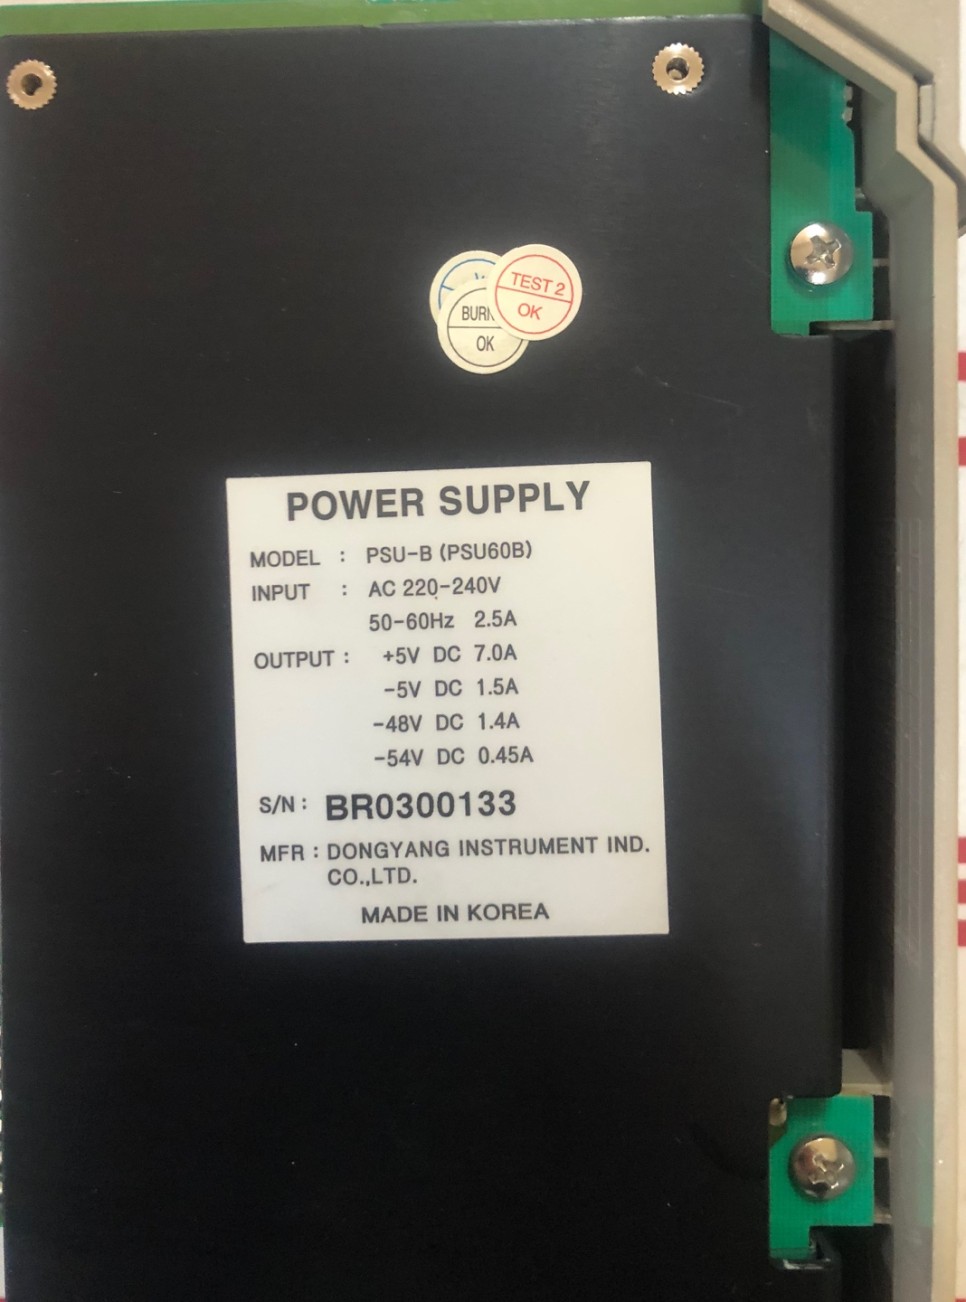 TEST 2
OK
BURN
OK
POWER SUPPLY
MODEL : PSU-B (PSU60B)
INPUT : AC 220-240V
50-60Hz 2.5A
OUTPUT : +5V DC 7.0A
-5V DC 1.5A
-48V DC 1.4A
-54V DC 0.45A
S/N : BR0300133
MFR : DONGYANG INSTRUMENT IND.
CO.,LTD.
MADE IN KOREA